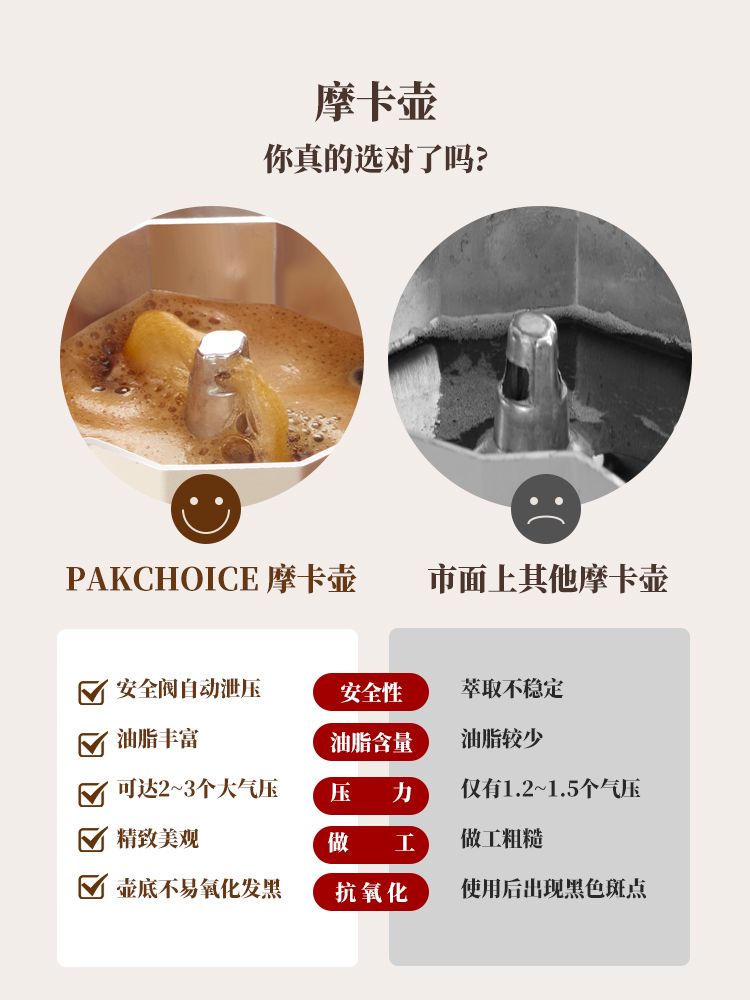 摩卡壶
你真的选对了吗?
PAKCHOICE 摩卡壶
市面上其他摩卡壶
安全阀自动泄压
安全性
萃取不稳定
油脂丰富
油脂含量
油脂较少
可达2~3个大气压
压 力
仅有1.2~1.5个气压
精致美观
做 工
做工粗糙
壶底不易氧化发黑
抗氧化
使用后出现黑色斑点